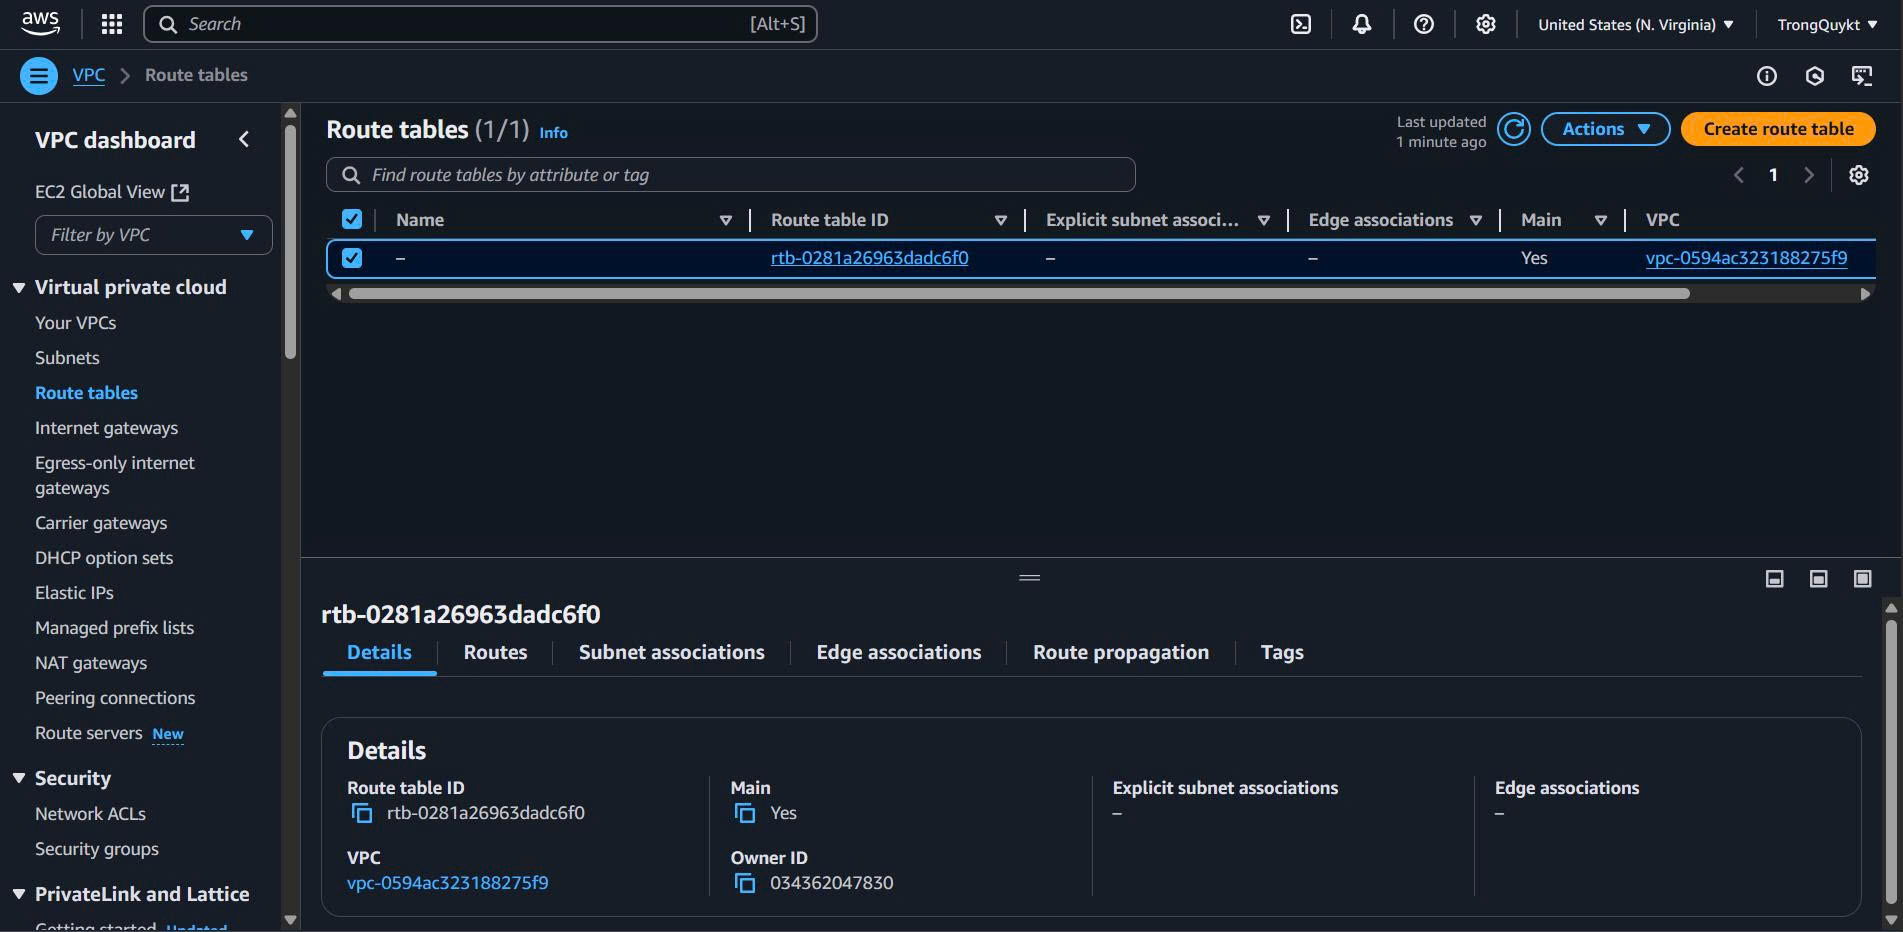 aws
Search [Alt+S]
United States (N. Virginia)
TrongQuykt
VPC
Route tables
VPC dashboard
EC2 Global View
Filter by VPC
Virtual private cloud
Your VPCs
Subnets
Route tables
Internet gateways
Egress-only internet
gateways
Carrier gateways
DHCP option sets
Elastic IPs
Managed prefix lists
NAT gateways
Peering connections
Route servers New
Security
Network ACLs
Security groups
PrivateLink and Lattice
Getting started Updated
Route tables (1/1) Info
Last updated
1 minute ago
Actions
Create route table
Find route tables by attribute or tag
1
Name Route table ID Explicit subnet associ... Edge associations Main VPC
– rtb-0281a26963dadc6f0 – – Yes vpc-0594ac323188275f9
rtb-0281a26963dadc6f0
Details Routes Subnet associations Edge associations Route propagation Tags
Details
Route table ID
rtb-0281a26963dadc6f0
Main
Yes
Explicit subnet associations
–
Edge associations
–
VPC
vpc-0594ac323188275f9
Owner ID
034362047830